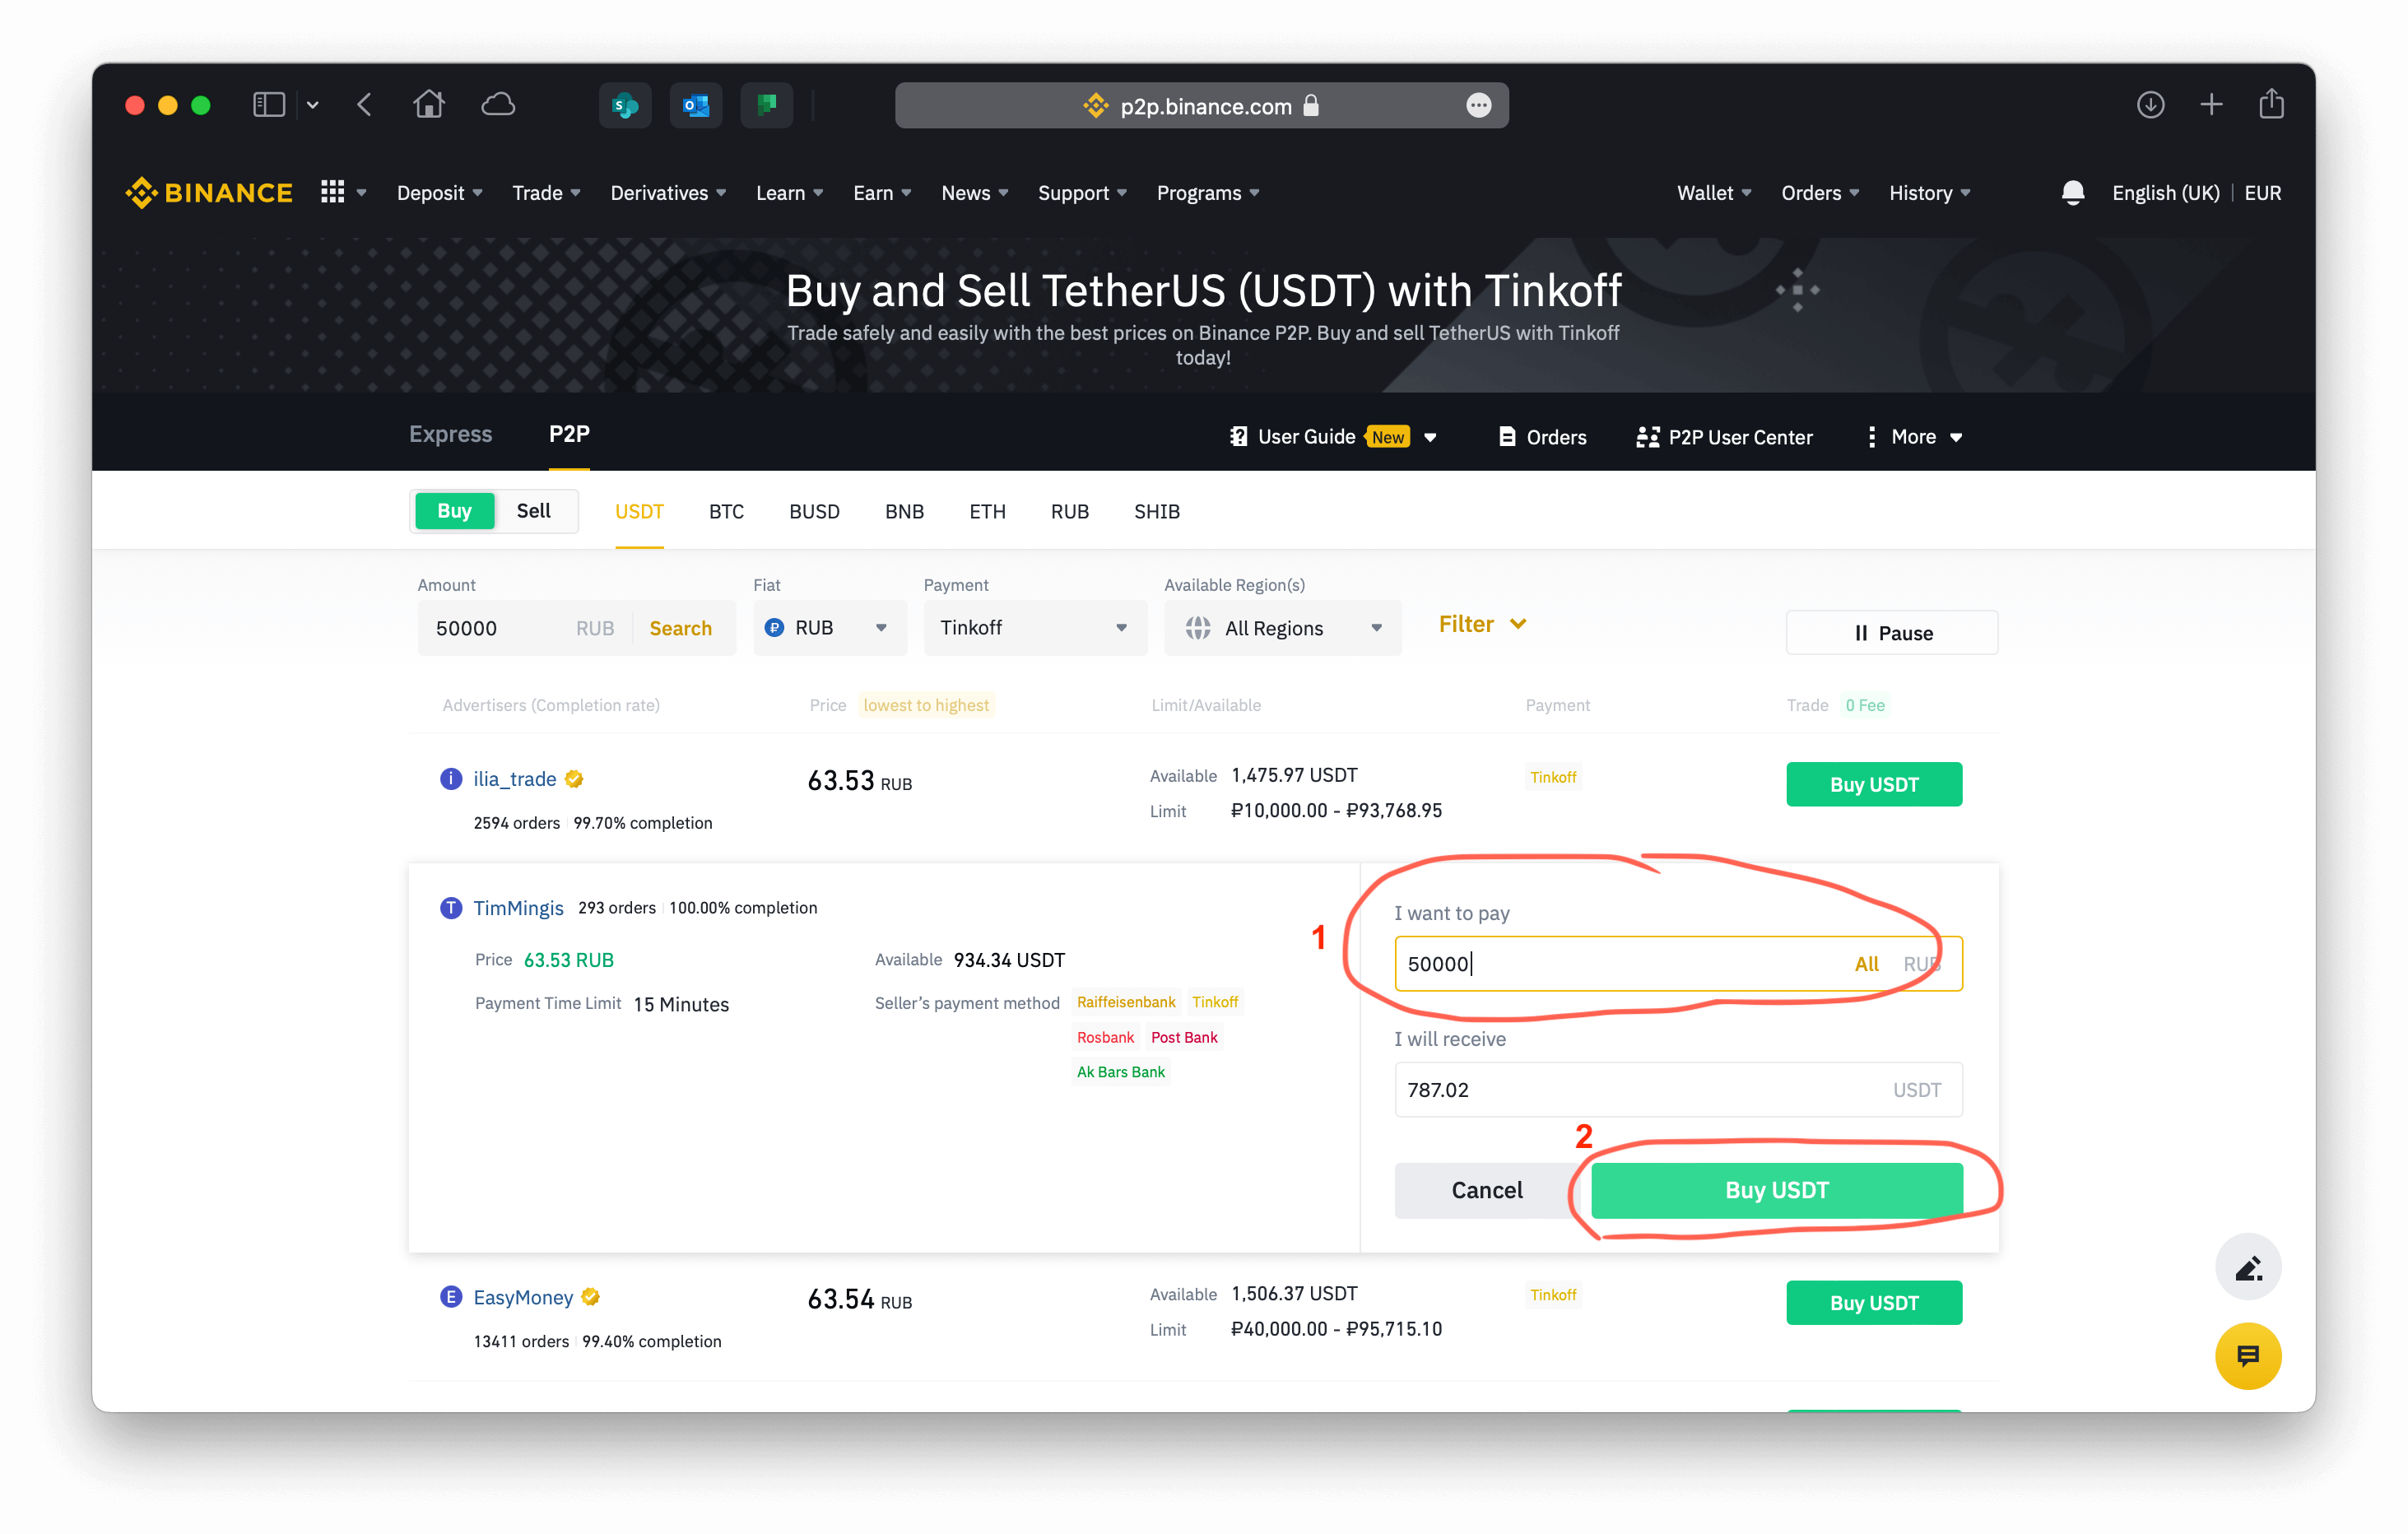 p2p.binance.com
BINANCE Deposit Trade Derivatives Learn Earn News Support Programs Wallet Orders History English (UK) EUR
Buy and Sell TetherUS (USDT) with Tinkoff
Trade safely and easily with the best prices on Binance P2P. Buy and sell TetherUS with Tinkoff
today!
Express P2P User Guide New Orders P2P User Center More
Buy Sell USDT BTC BUSD BNB ETH RUB SHIB
Amount Fiat Payment Available Region(s)
50000 RUB Search RUB Tinkoff All Regions Filter Pause
Advertisers (Completion rate) Price lowest to highest Limit/Available Payment Trade 0 Fee
i ilia_trade 63.53 RUB Available 1,475.97 USDT Tinkoff Buy USDT
2594 orders 99.70% completion Limit ₽10,000.00 - ₽93,768.95
T TimMingis 293 orders 100.00% completion
Price 63.53 RUB Available 934.34 USDT
Payment Time Limit 15 Minutes Seller's payment method Raiffeisenbank Tinkoff
Rosbank Post Bank
Ak Bars Bank
1
I want to pay
50000 All RUB
I will receive
787.02 USDT
2
Cancel Buy USDT
E EasyMoney 63.54 RUB Available 1,506.37 USDT Tinkoff Buy USDT
13411 orders 99.40% completion Limit ₽40,000.00 - ₽95,715.10